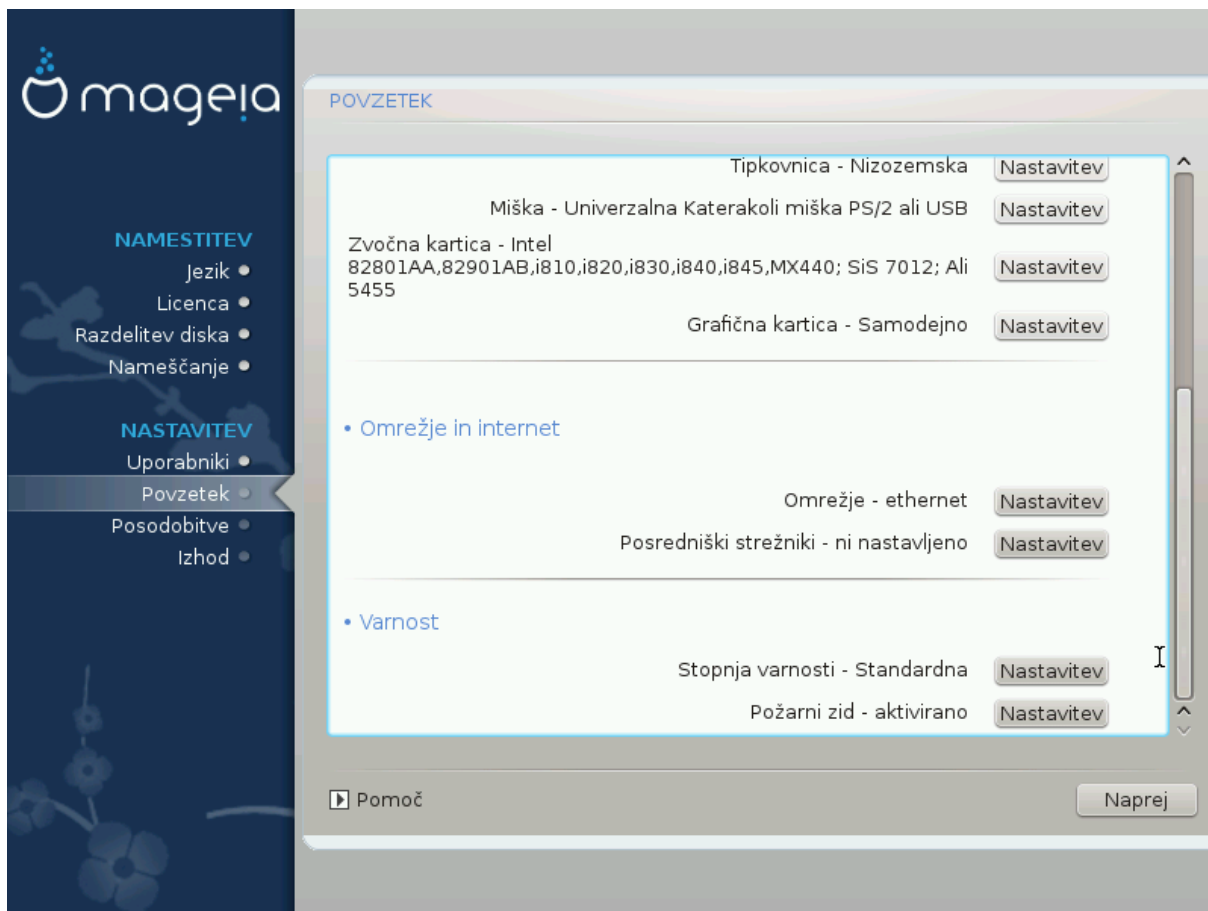 mageia
NAMESTITEV
Jezik
Licenca
Razdelitev diska
Nameščanje
NASTAVITEV
Uporabniki
Povzetek
Posodobitve
Izhod
POVZETEK
Tipkovnica - Nizozemska Nastavitev
Miška - Univerzalna Katerakoli miška PS/2 ali USB Nastavitev
Zvočna kartica - Intel
82801AA,82901AB,i810,i820,i830,i840,i845,MX440; SiS 7012; Ali Nastavitev
5455
Grafična kartica - Samodejno Nastavitev
• Omrežje in internet
Omrežje - ethernet Nastavitev
Posredniški strežniki - ni nastavljeno Nastavitev
• Varnost
Stopnja varnosti - Standardna Nastavitev
Požarni zid - aktivirano Nastavitev
Pomoč
Naprej